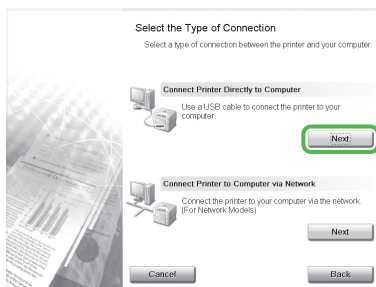 Select the Type of Connection
Select a type of connection between the printer and your computer.
Connect Printer Directly to Computer
Use a USB cable to connect the printer to your
computer.
Next
Connect Printer to Computer via Network
Connect the printer to your computer via the network.
(For Network Models)
Next
Cancel
Back